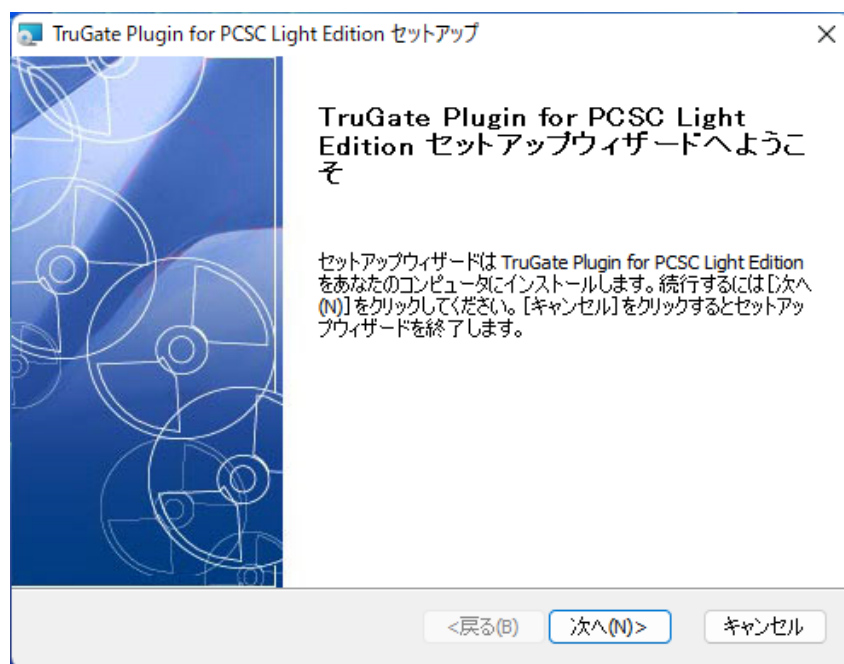 TruGate Plugin for PCSC Light Edition セットアップ
TruGate Plugin for PCSC Light
Edition セットアップウィザードへようこ
そ
セットアップウィザードは TruGate Plugin for PCSC Light Edition
をあなたのコンピュータにインストールします。続行するには[次へ
(N)]をクリックしてください。[キャンセル]をクリックするとセットアッ
プウィザードを終了します。
<戻る(B)
次へ(N)>
キャンセル